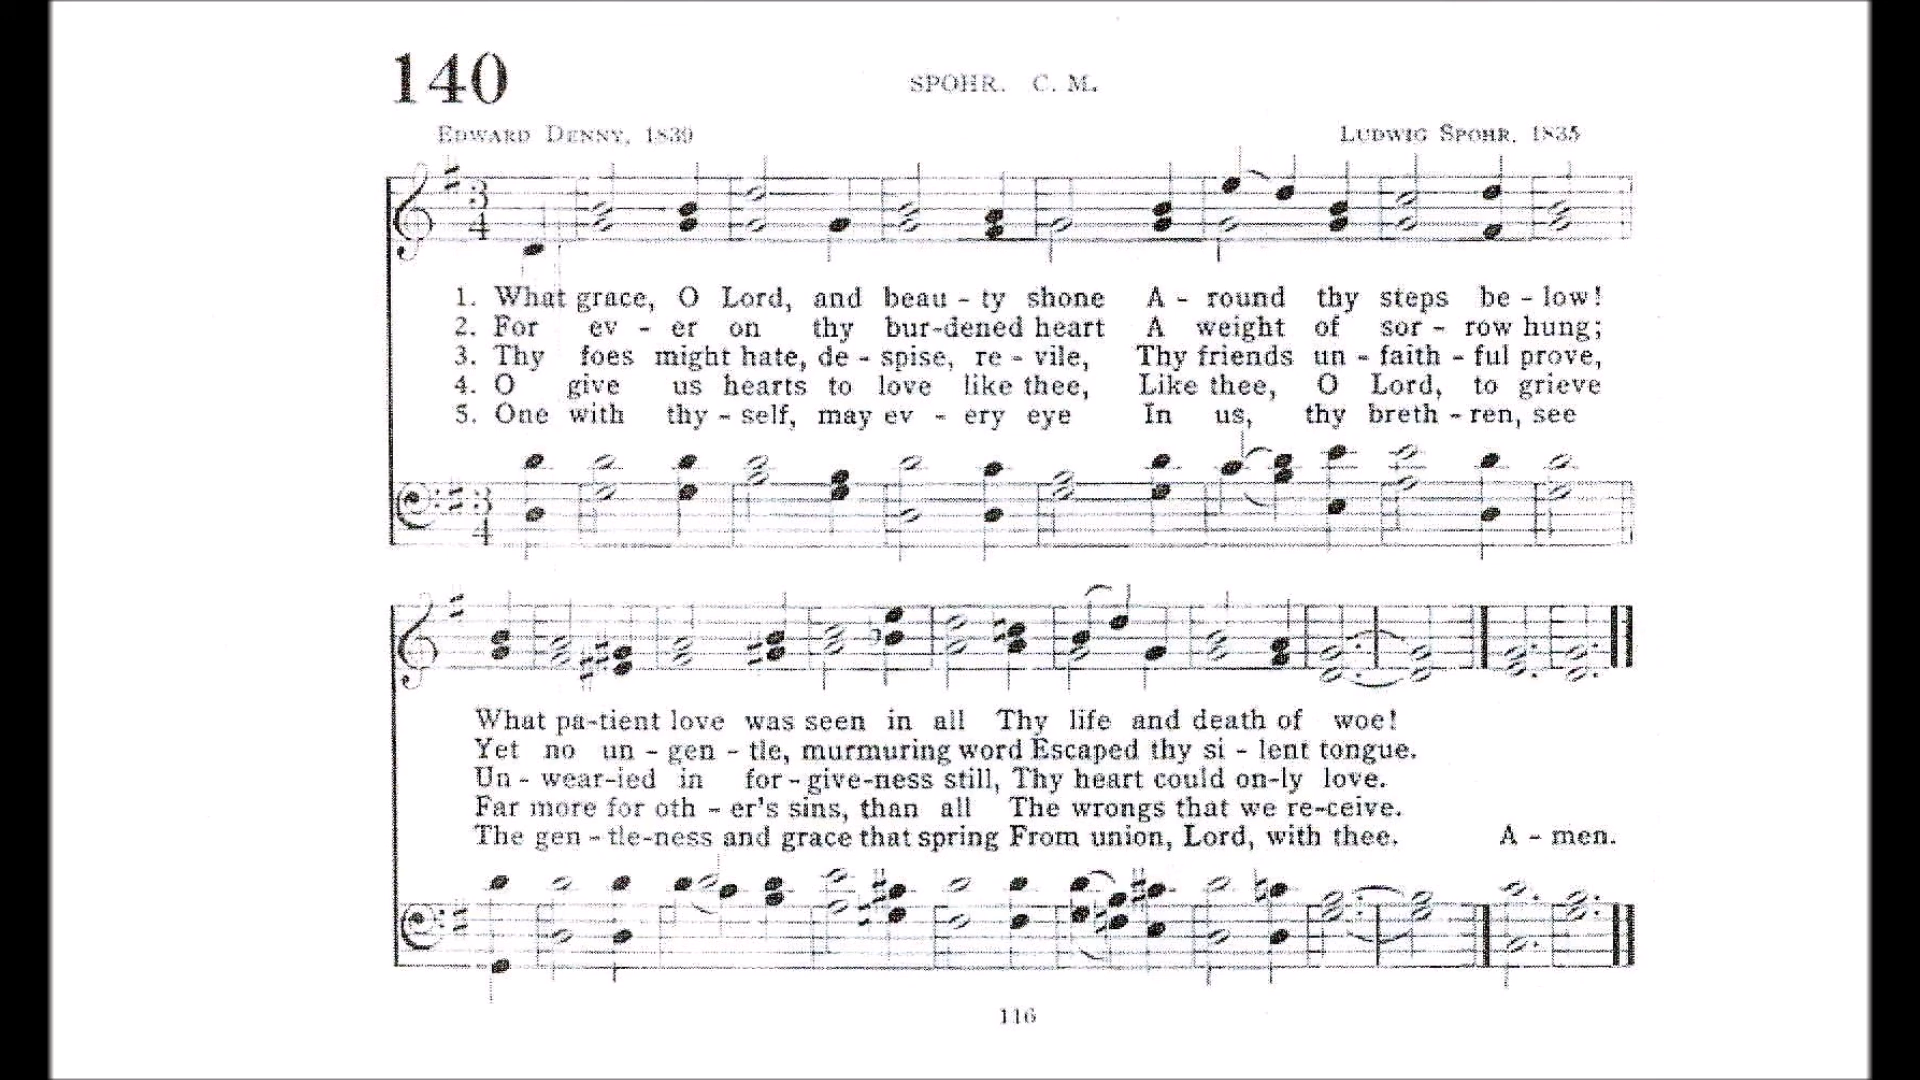 140
SPOHR. C. M.
EDWARD DENNY, 1839
LUDWIG SPOHR, 1835
3
4
1. What grace, O Lord, and beau - ty shone A - round thy steps be - low!
2. For ev - er on thy bur-dened heart A weight of sor - row hung;
3. Thy foes might hate, de - spise, re - vile, Thy friends un - faith - ful prove,
4. O give us hearts to love like thee, Like thee, O Lord, to grieve
5. One with thy - self, may ev - ery eye In us, thy breth - ren, see
3
4
What pa-tient love was seen in all Thy life and death of woe!
Yet no un - gen - tle, murmuring word Escaped thy si - lent tongue.
Un - wear-ied in for - give-ness still, Thy heart could on-ly love.
Far more for oth - er's sins, than all The wrongs that we re-ceive.
The gen - tle-ness and grace that spring From union, Lord, with thee. A - men.
116